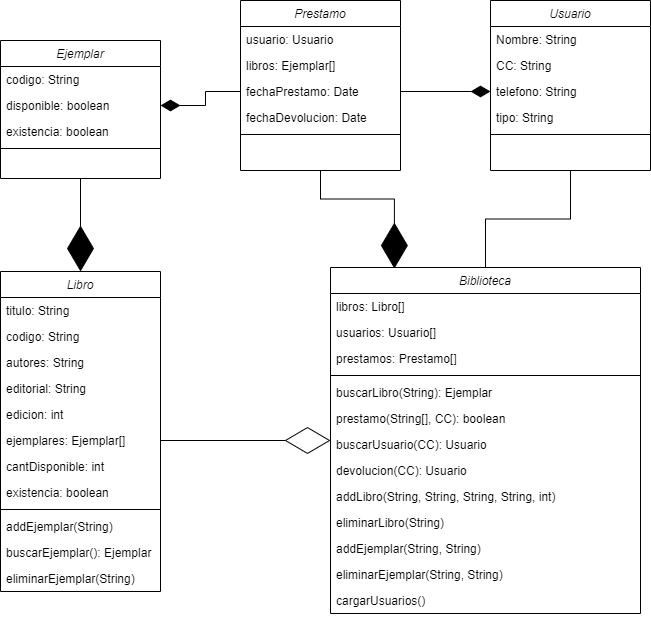 Prestamo
usuario: Usuario
libros: Ejemplar[]
fechaPrestamo: Date
fechaDevolucion: Date
Usuario
Nombre: String
CC: String
telefono: String
tipo: String
Ejemplar
codigo: String
disponible: boolean
existencia: boolean
Libro
titulo: String
codigo: String
autores: String
editorial: String
edicion: int
ejemplares: Ejemplar[]
cantDisponible: int
existencia: boolean
addEjemplar(String)
buscarEjemplar(): Ejemplar
eliminarEjemplar(String)
Biblioteca
libros: Libro[]
usuarios: Usuario[]
prestamos: Prestamo[]
buscarLibro(String): Ejemplar
prestamo(String[], CC): boolean
buscarUsuario(CC): Usuario
devolucion(CC): Usuario
addLibro(String, String, String, String, int)
eliminarLibro(String)
addEjemplar(String, String)
eliminarEjemplar(String, String)
cargarUsuarios()